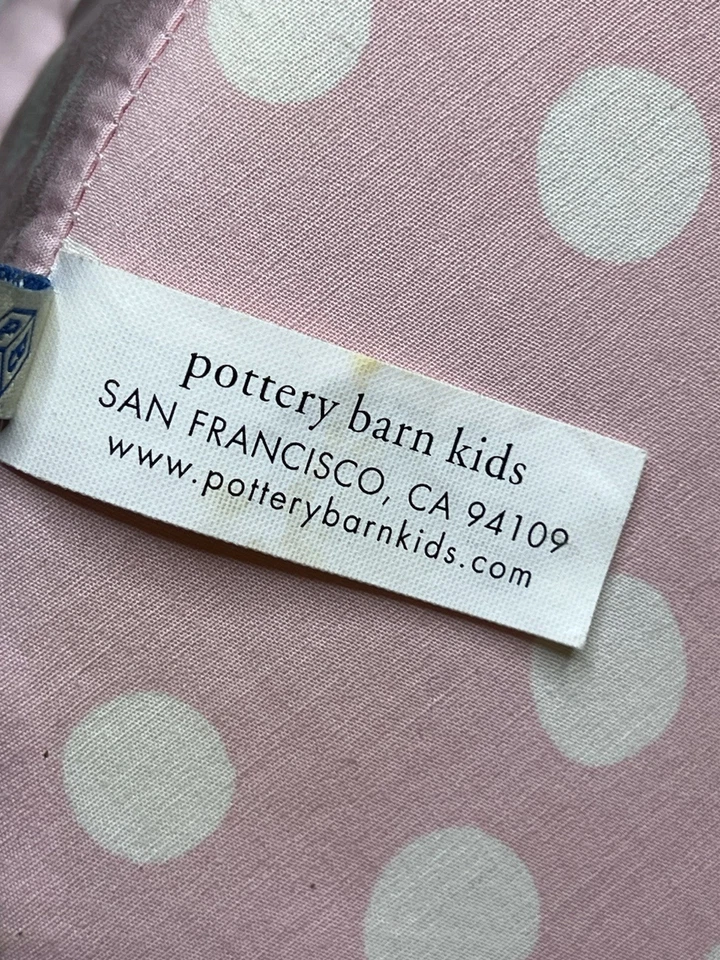 pottery barn kids
SAN FRANCISCO, CA 94109
www.potterybarnkids.com